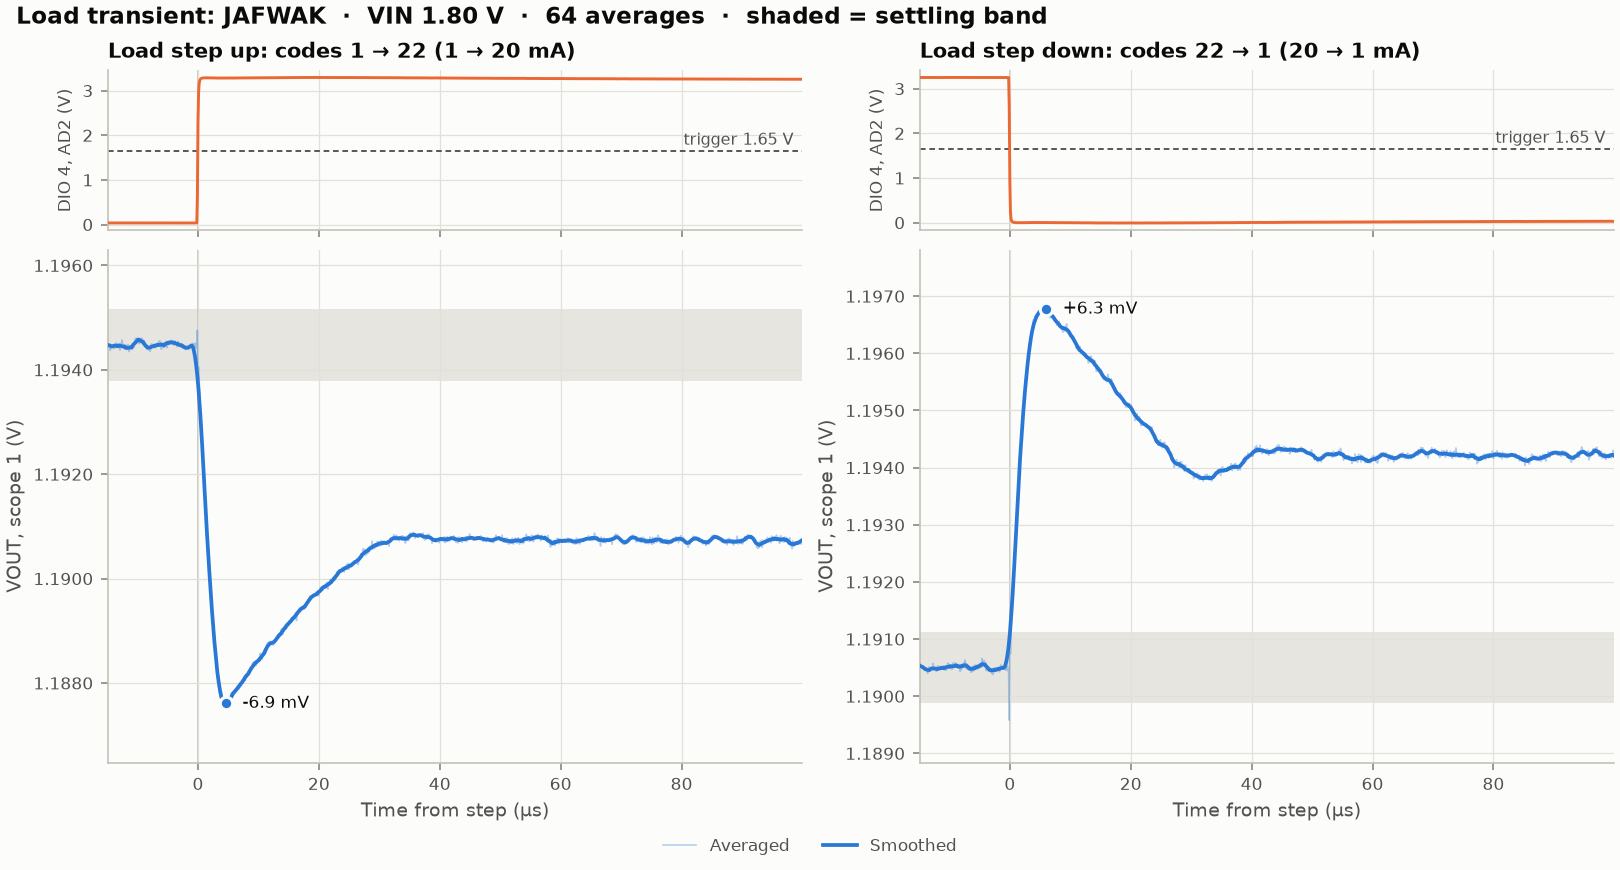 Load transient: JAFWAK · VIN 1.80 V · 64 averages · shaded = settling band
Load step up: codes 1 → 22 (1 → 20 mA)
DIO 4, AD2 (V)
3
2
1
0
trigger 1.65 V
VOUT, scope 1 (V)
1.1960
1.1940
1.1920
1.1900
1.1880
-6.9 mV
0
20
40
60
80
Time from step (µs)
Load step down: codes 22 → 1 (20 → 1 mA)
DIO 4, AD2 (V)
3
2
1
0
trigger 1.65 V
VOUT, scope 1 (V)
1.1970
1.1960
1.1950
1.1940
1.1930
1.1920
1.1910
1.1900
1.1890
+6.3 mV
0
20
40
60
80
Time from step (µs)
Averaged
Smoothed